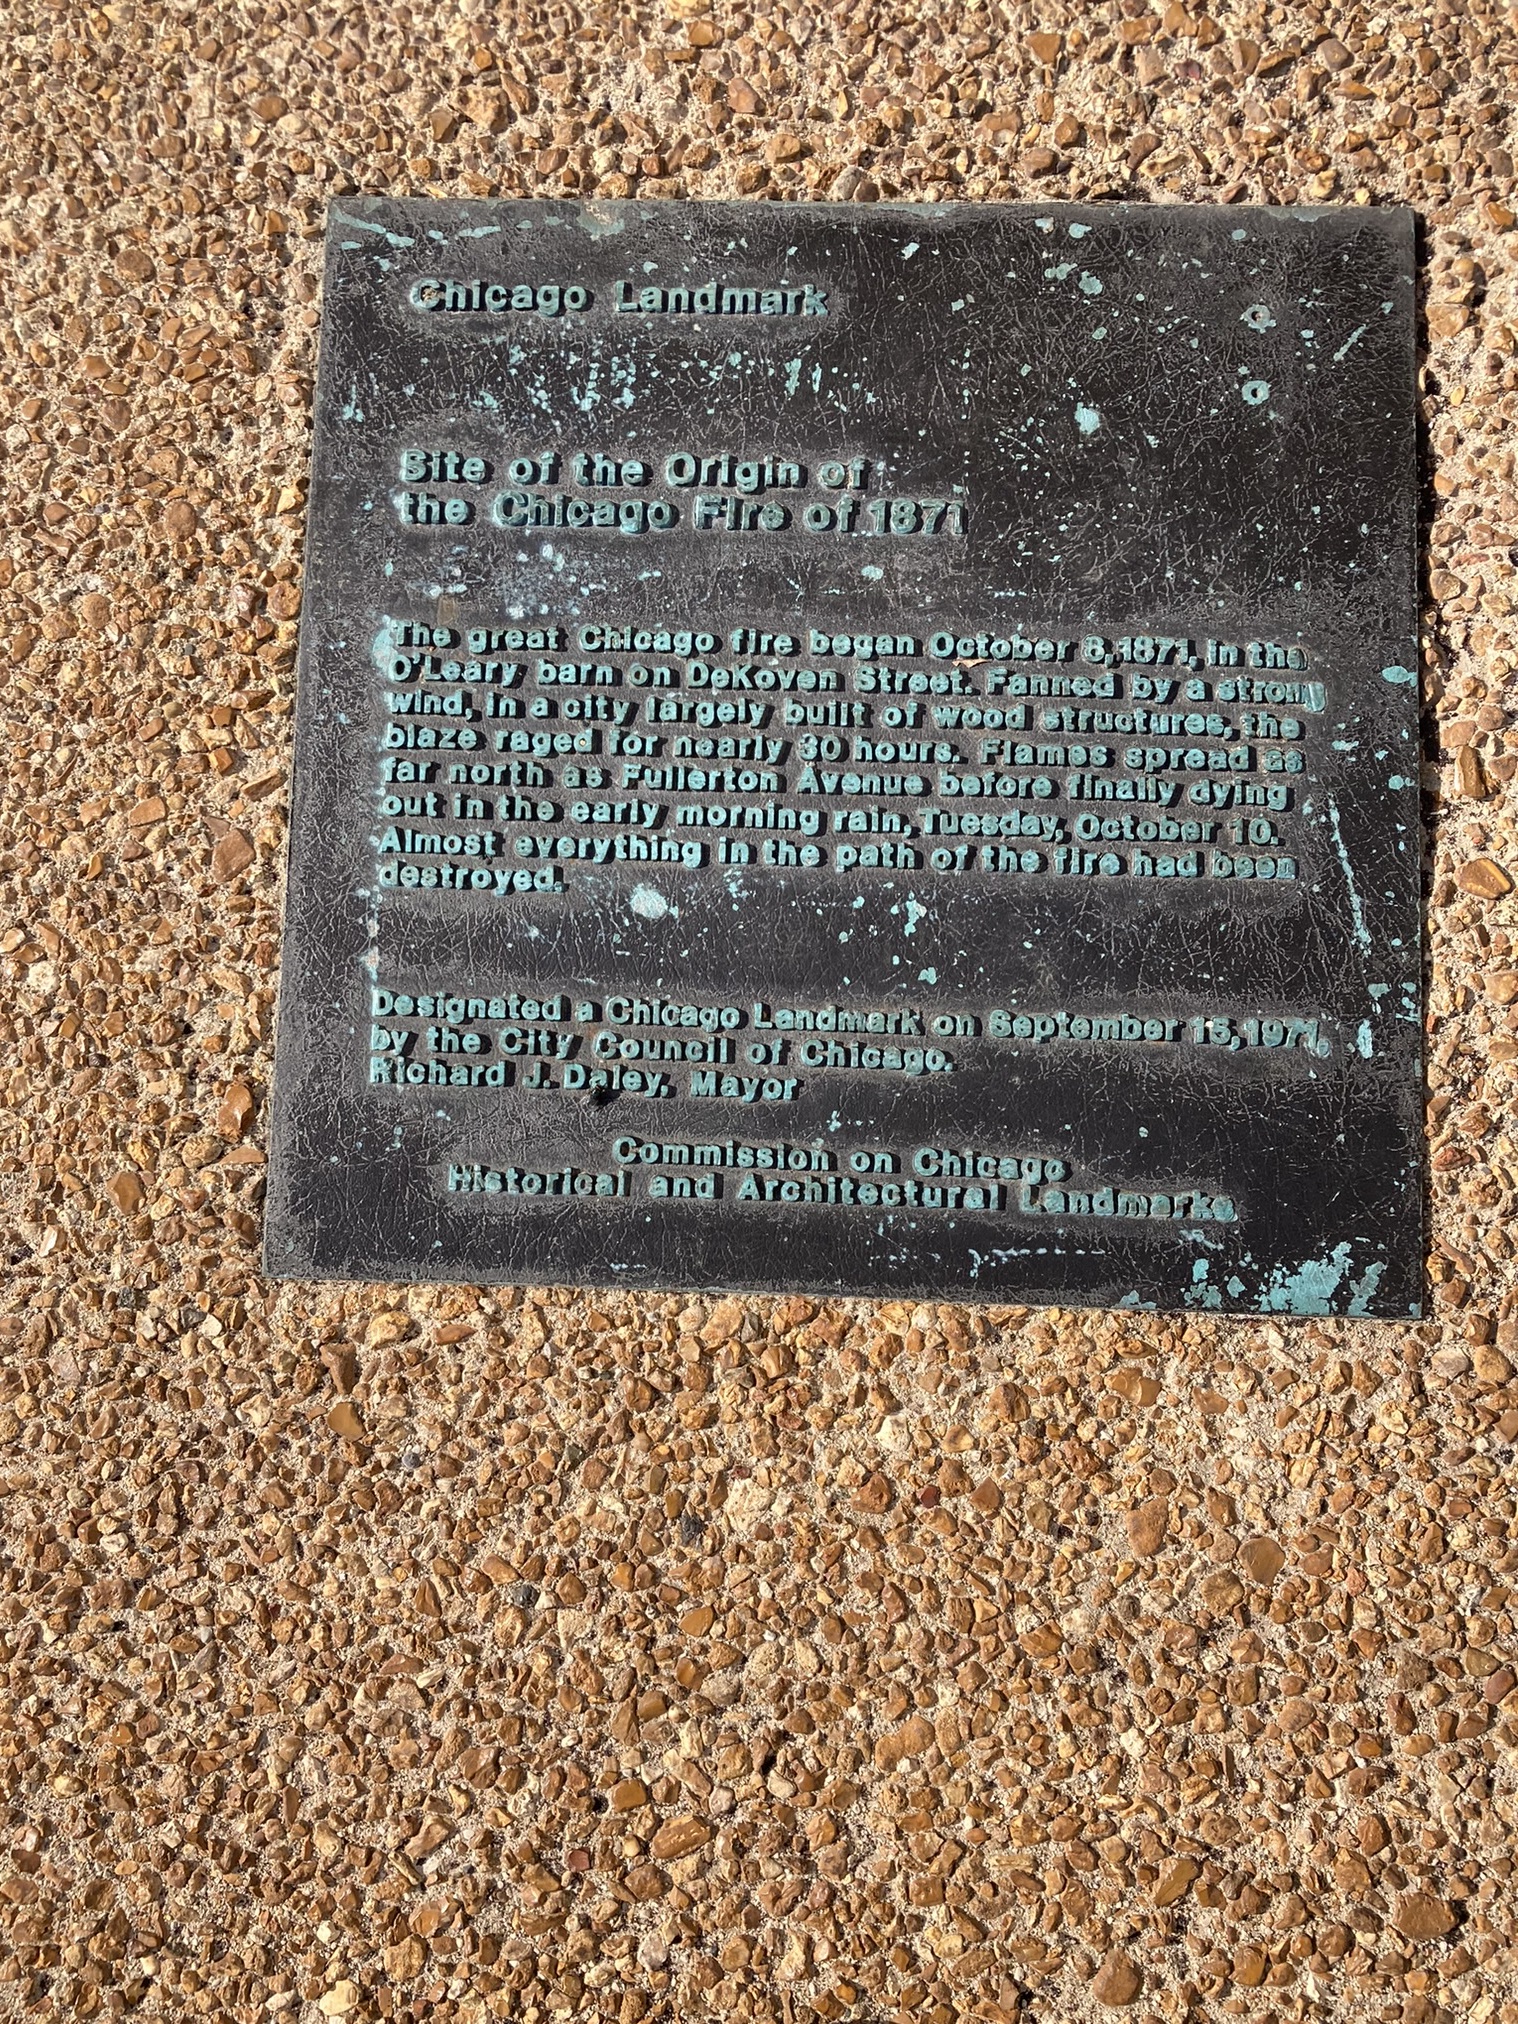 Chicago Landmark
Site of the Origin of
the Chicago Fire of 1871
The great Chicago fire began October 8, 1871, in the
O'Leary barn on DeKoven Street. Fanned by a strong
wind, in a city largely built of wood structures, the
blaze raged for nearly 30 hours. Flames spread as
far north as Fullerton Avenue before finally dying
out in the early morning rain, Tuesday, October 10.
Almost everything in the path of the fire had been
destroyed.
Designated a Chicago Landmark on September 15, 1971,
by the City Council of Chicago.
Richard J. Daley, Mayor
Commission on Chicago
Historical and Architectural Landmarks